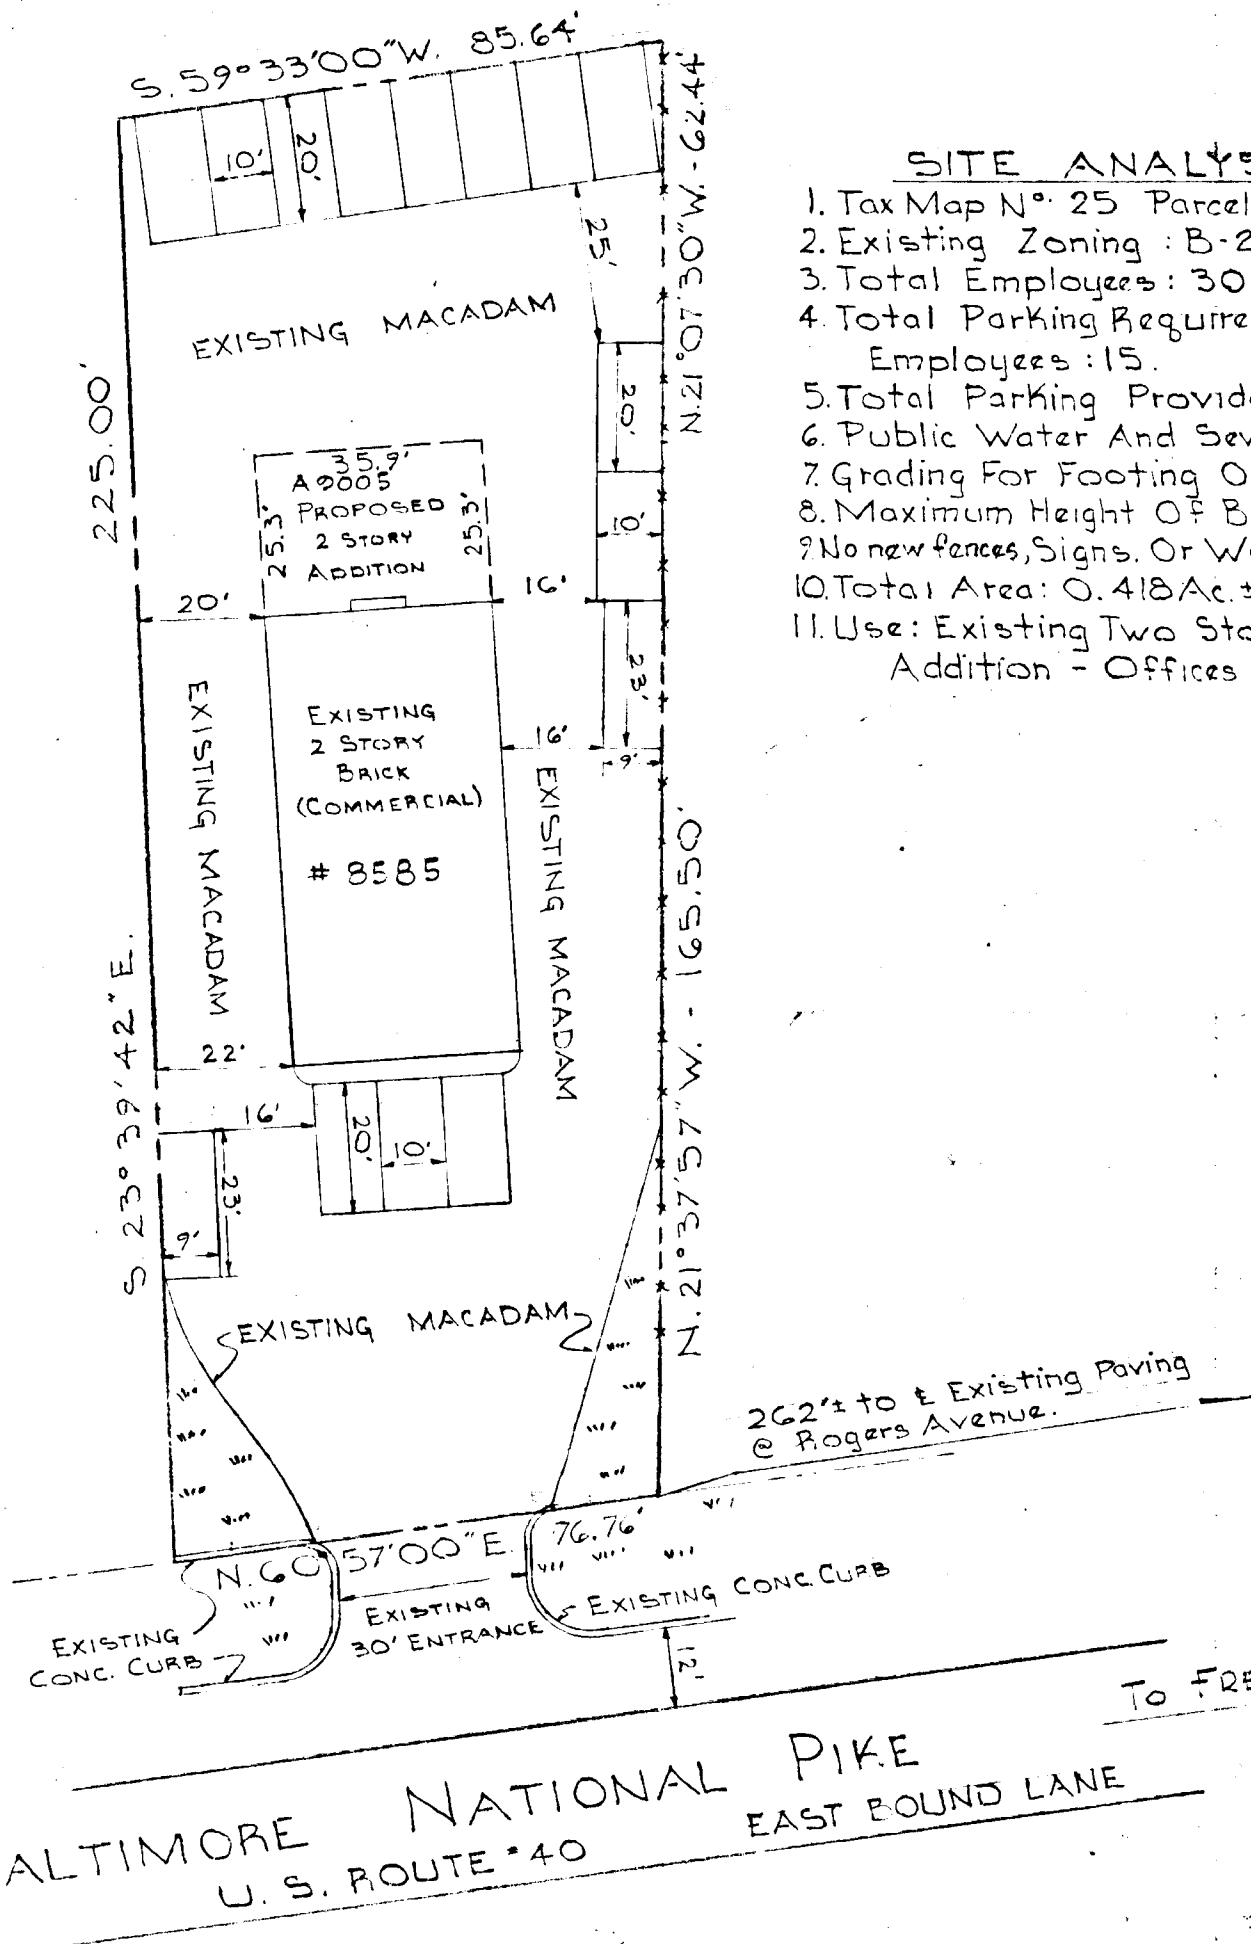 S. 59°33'00"W. 85.64'
10'
20'
N. 21°07'30"W. - 62.44'
25'
EXISTING MACADAM
225.00'
20'
10'
35.9'
A 9005
PROPOSED
2 STORY
ADDITION
25.3'
25.3'
20'
16'
23'
EXISTING MACADAM
EXISTING
2 STORY
BRICK
(COMMERCIAL)
# 8585
16'
9'
EXISTING MACADAM
N. 21°37'57"W. - 165.50'
S 23°39'42"E.
22'
16'
20'
10'
23'
9'
EXISTING MACADAM
262'± to ℄ Existing Paving
@ Rogers Avenue.
N. 60°57'00"E. 76.76'
EXISTING
CONC. CURB
EXISTING
30' ENTRANCE
EXISTING CONC. CURB
12'
TO FRE
ALTIMORE NATIONAL PIKE
U. S. ROUTE #40
EAST BOUND LANE
SITE ANALYS
1. Tax Map Nº. 25 Parcel
2. Existing Zoning : B-2
3. Total Employees : 30
4. Total Parking Require
Employees : 15.
5. Total Parking Provid
6. Public Water And Sew
7. Grading For Footing O
8. Maximum Height Of B
9 No new fences, Signs. Or W
10. Total Area: 0.418 Ac. ±
11. Use: Existing Two Sto
Addition - Offices